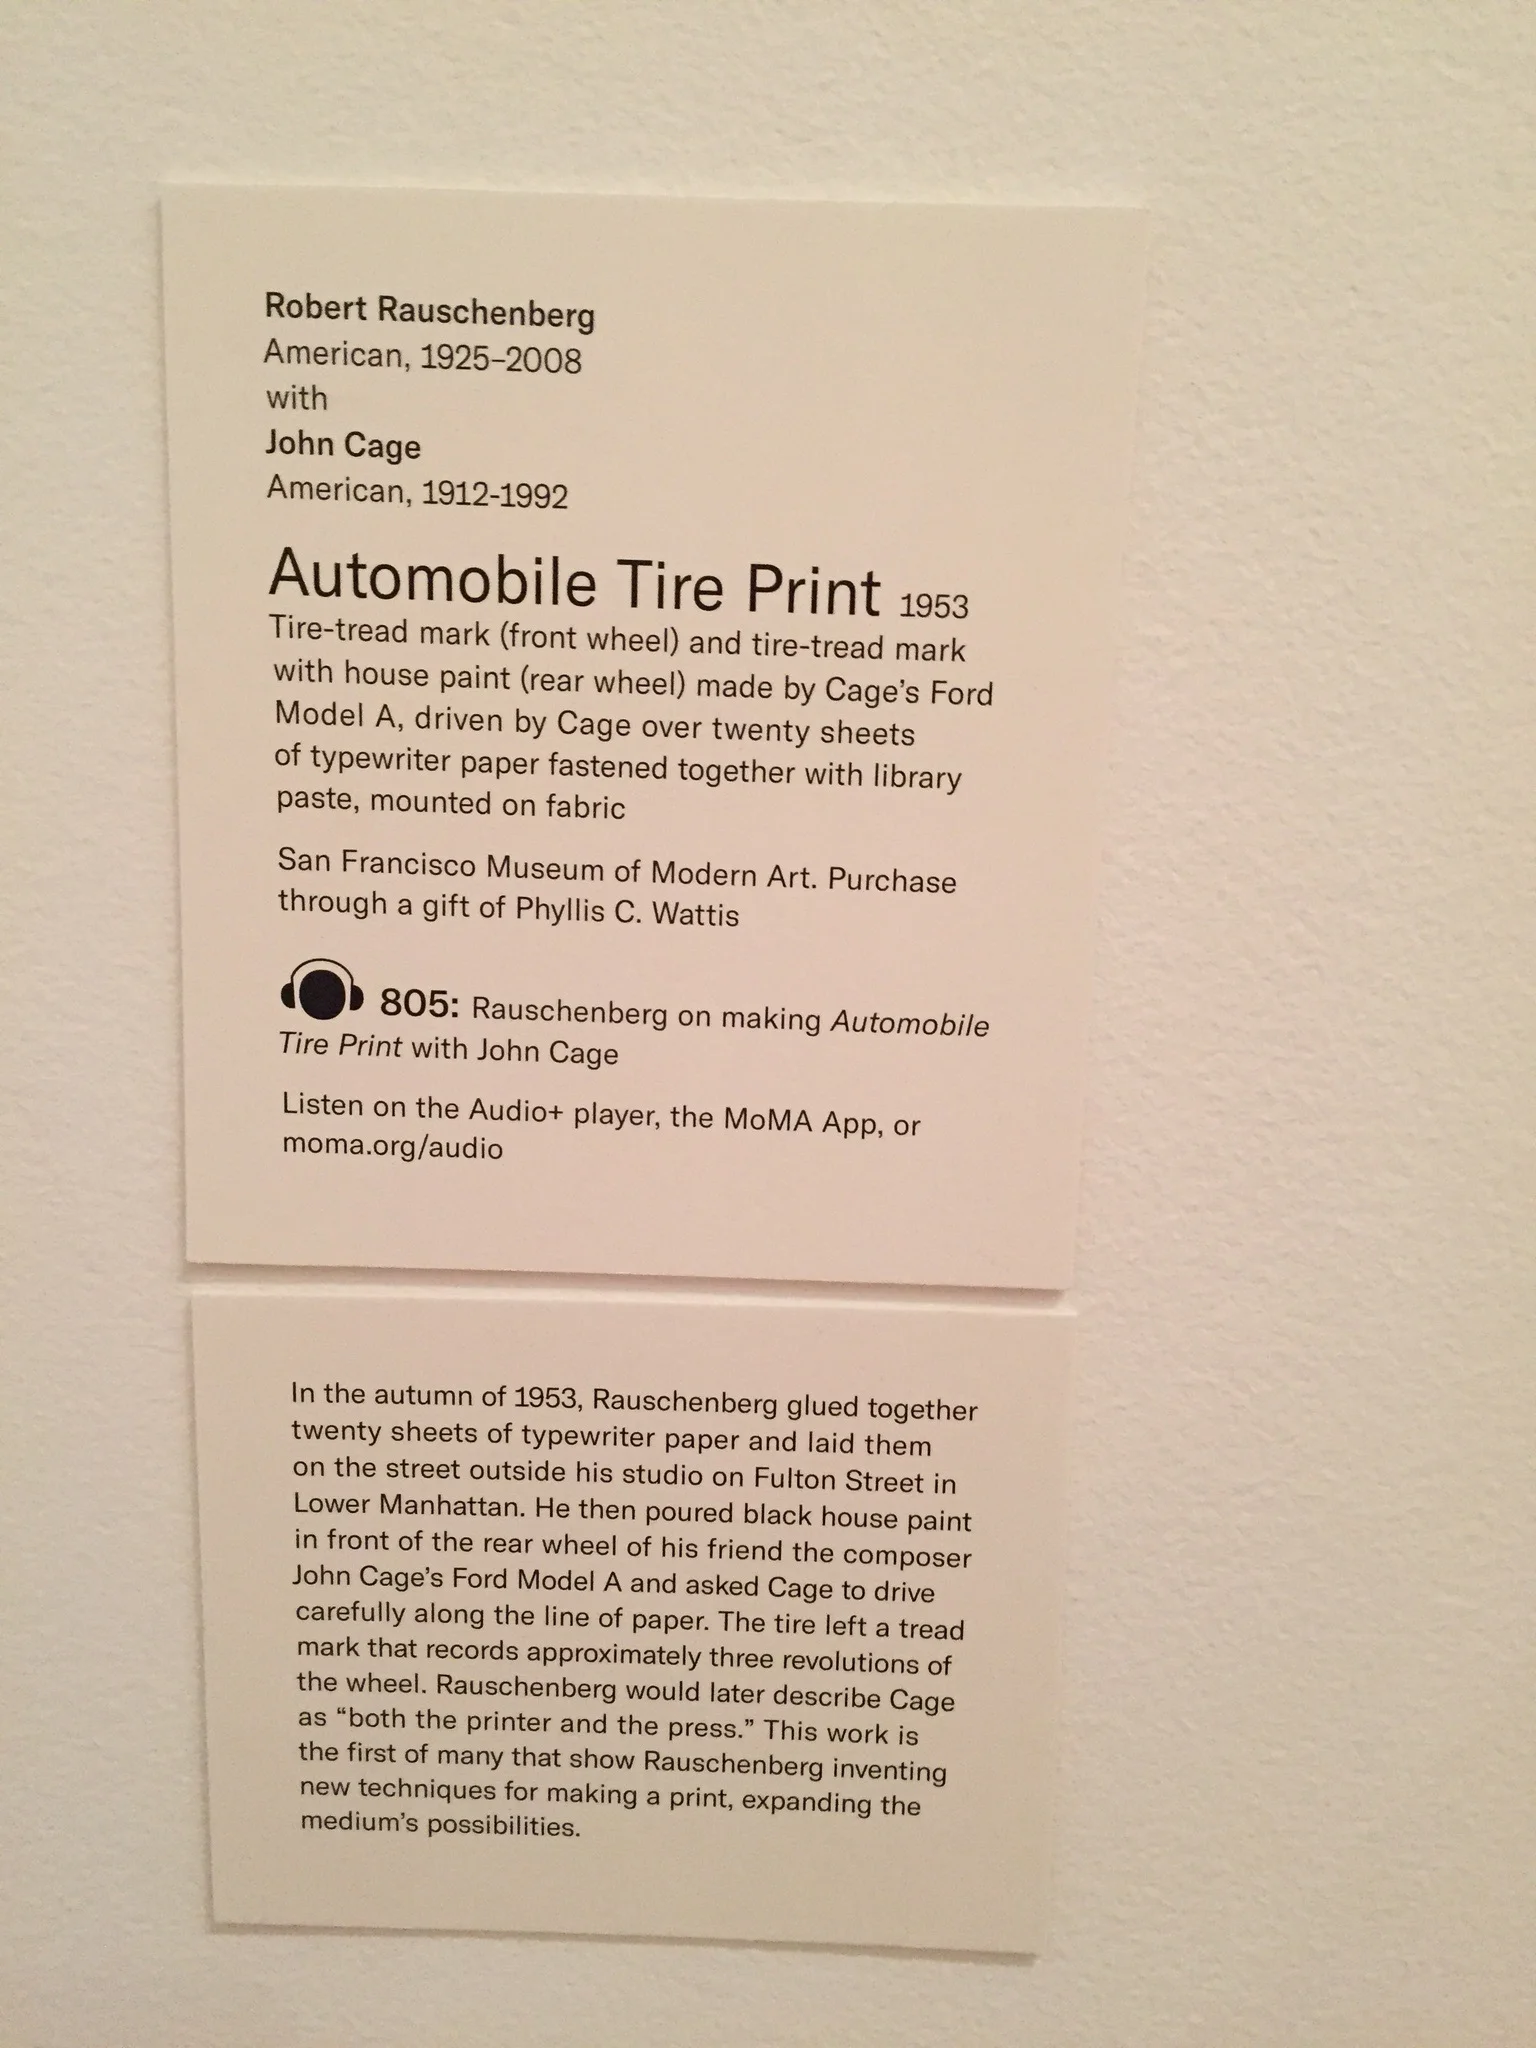 Robert Rauschenberg
American, 1925–2008
with
John Cage
American, 1912-1992
Automobile Tire Print 1953
Tire-tread mark (front wheel) and tire-tread mark
with house paint (rear wheel) made by Cage’s Ford
Model A, driven by Cage over twenty sheets
of typewriter paper fastened together with library
paste, mounted on fabric
San Francisco Museum of Modern Art. Purchase
through a gift of Phyllis C. Wattis
805: Rauschenberg on making Automobile
Tire Print with John Cage
Listen on the Audio+ player, the MoMA App, or
moma.org/audio
In the autumn of 1953, Rauschenberg glued together
twenty sheets of typewriter paper and laid them
on the street outside his studio on Fulton Street in
Lower Manhattan. He then poured black house paint
in front of the rear wheel of his friend the composer
John Cage’s Ford Model A and asked Cage to drive
carefully along the line of paper. The tire left a tread
mark that records approximately three revolutions of
the wheel. Rauschenberg would later describe Cage
as “both the printer and the press.” This work is
the first of many that show Rauschenberg inventing
new techniques for making a print, expanding the
medium’s possibilities.